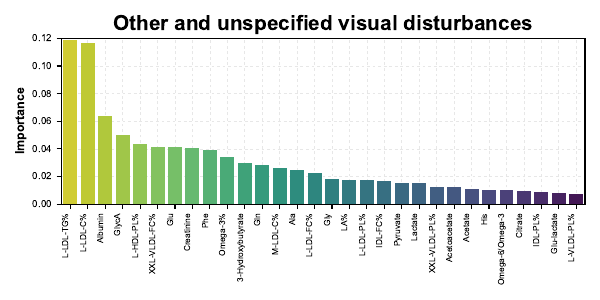 Other and unspecified visual disturbances
0.12
0.10
0.08
0.06
0.04
0.02
0.00
Importance
L-LDL-TG%
L-LDL-C%
Albumin
GlycA
L-HDL-PL%
XXL-VLDL-FC%
Glu
Creatinine
Phe
Omega-3%
3-Hydroxybutyrate
Gln
M-LDL-C%
Ala
L-LDL-FC%
Gly
LA%
L-LDL-PL%
IDL-FC%
Pyruvate
Lactate
XXL-VLDL-PL%
Acetoacetate
Acetate
His
Omega-6/Omega-3
Citrate
IDL-PL%
Glu-lactate
L-VLDL-PL%